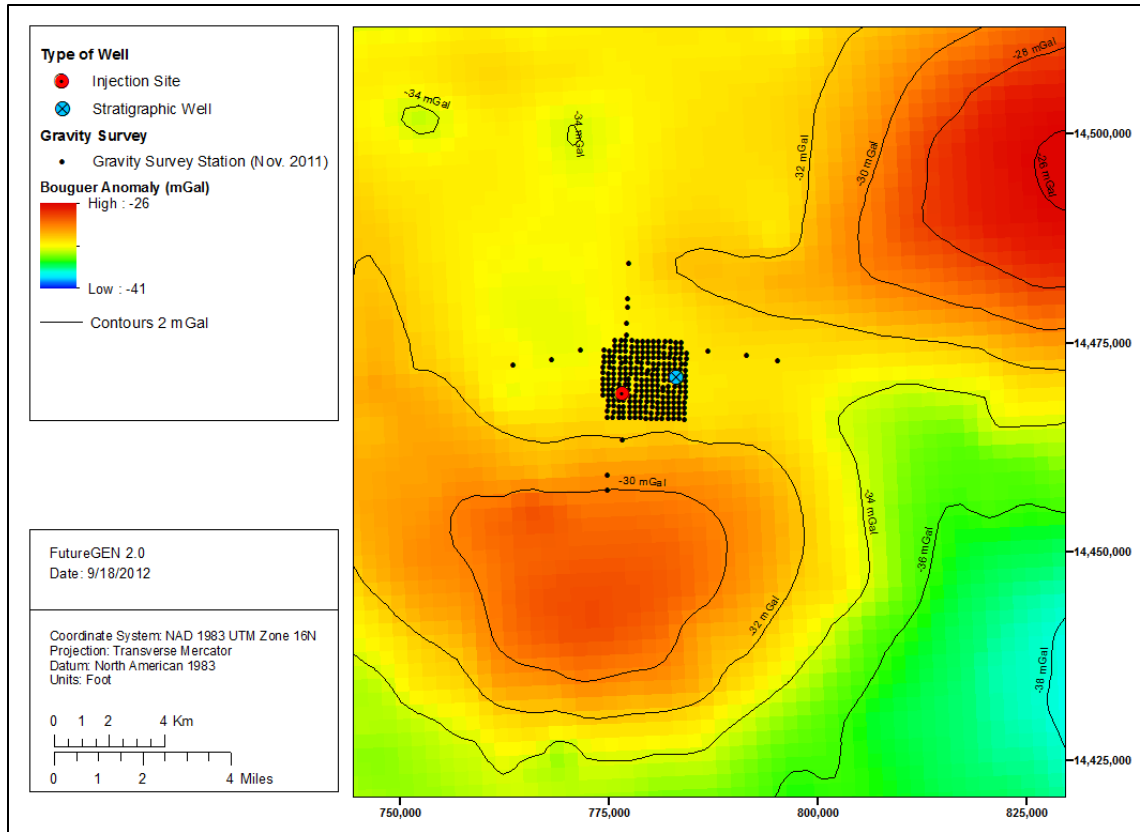 Type of Well
Injection Site
Stratigraphic Well
Gravity Survey
Gravity Survey Station (Nov. 2011)
Bouguer Anomaly (mGal)
High : -26
Low : -41
Contours 2 mGal
FutureGEN 2.0
Date: 9/18/2012
Coordinate System: NAD 1983 UTM Zone 16N
Projection: Transverse Mercator
Datum: North American 1983
Units: Foot
0 1 2 4 Km
0 1 2 4 Miles
-34 mGal
-34 mGal
-32 mGal
-30 mGal
-28 mGal
-26 mGal
-30 mGal
-32 mGal
-34 mGal
-36 mGal
-38 mGal
14,500,000
14,475,000
14,450,000
14,425,000
750,000
775,000
800,000
825,000